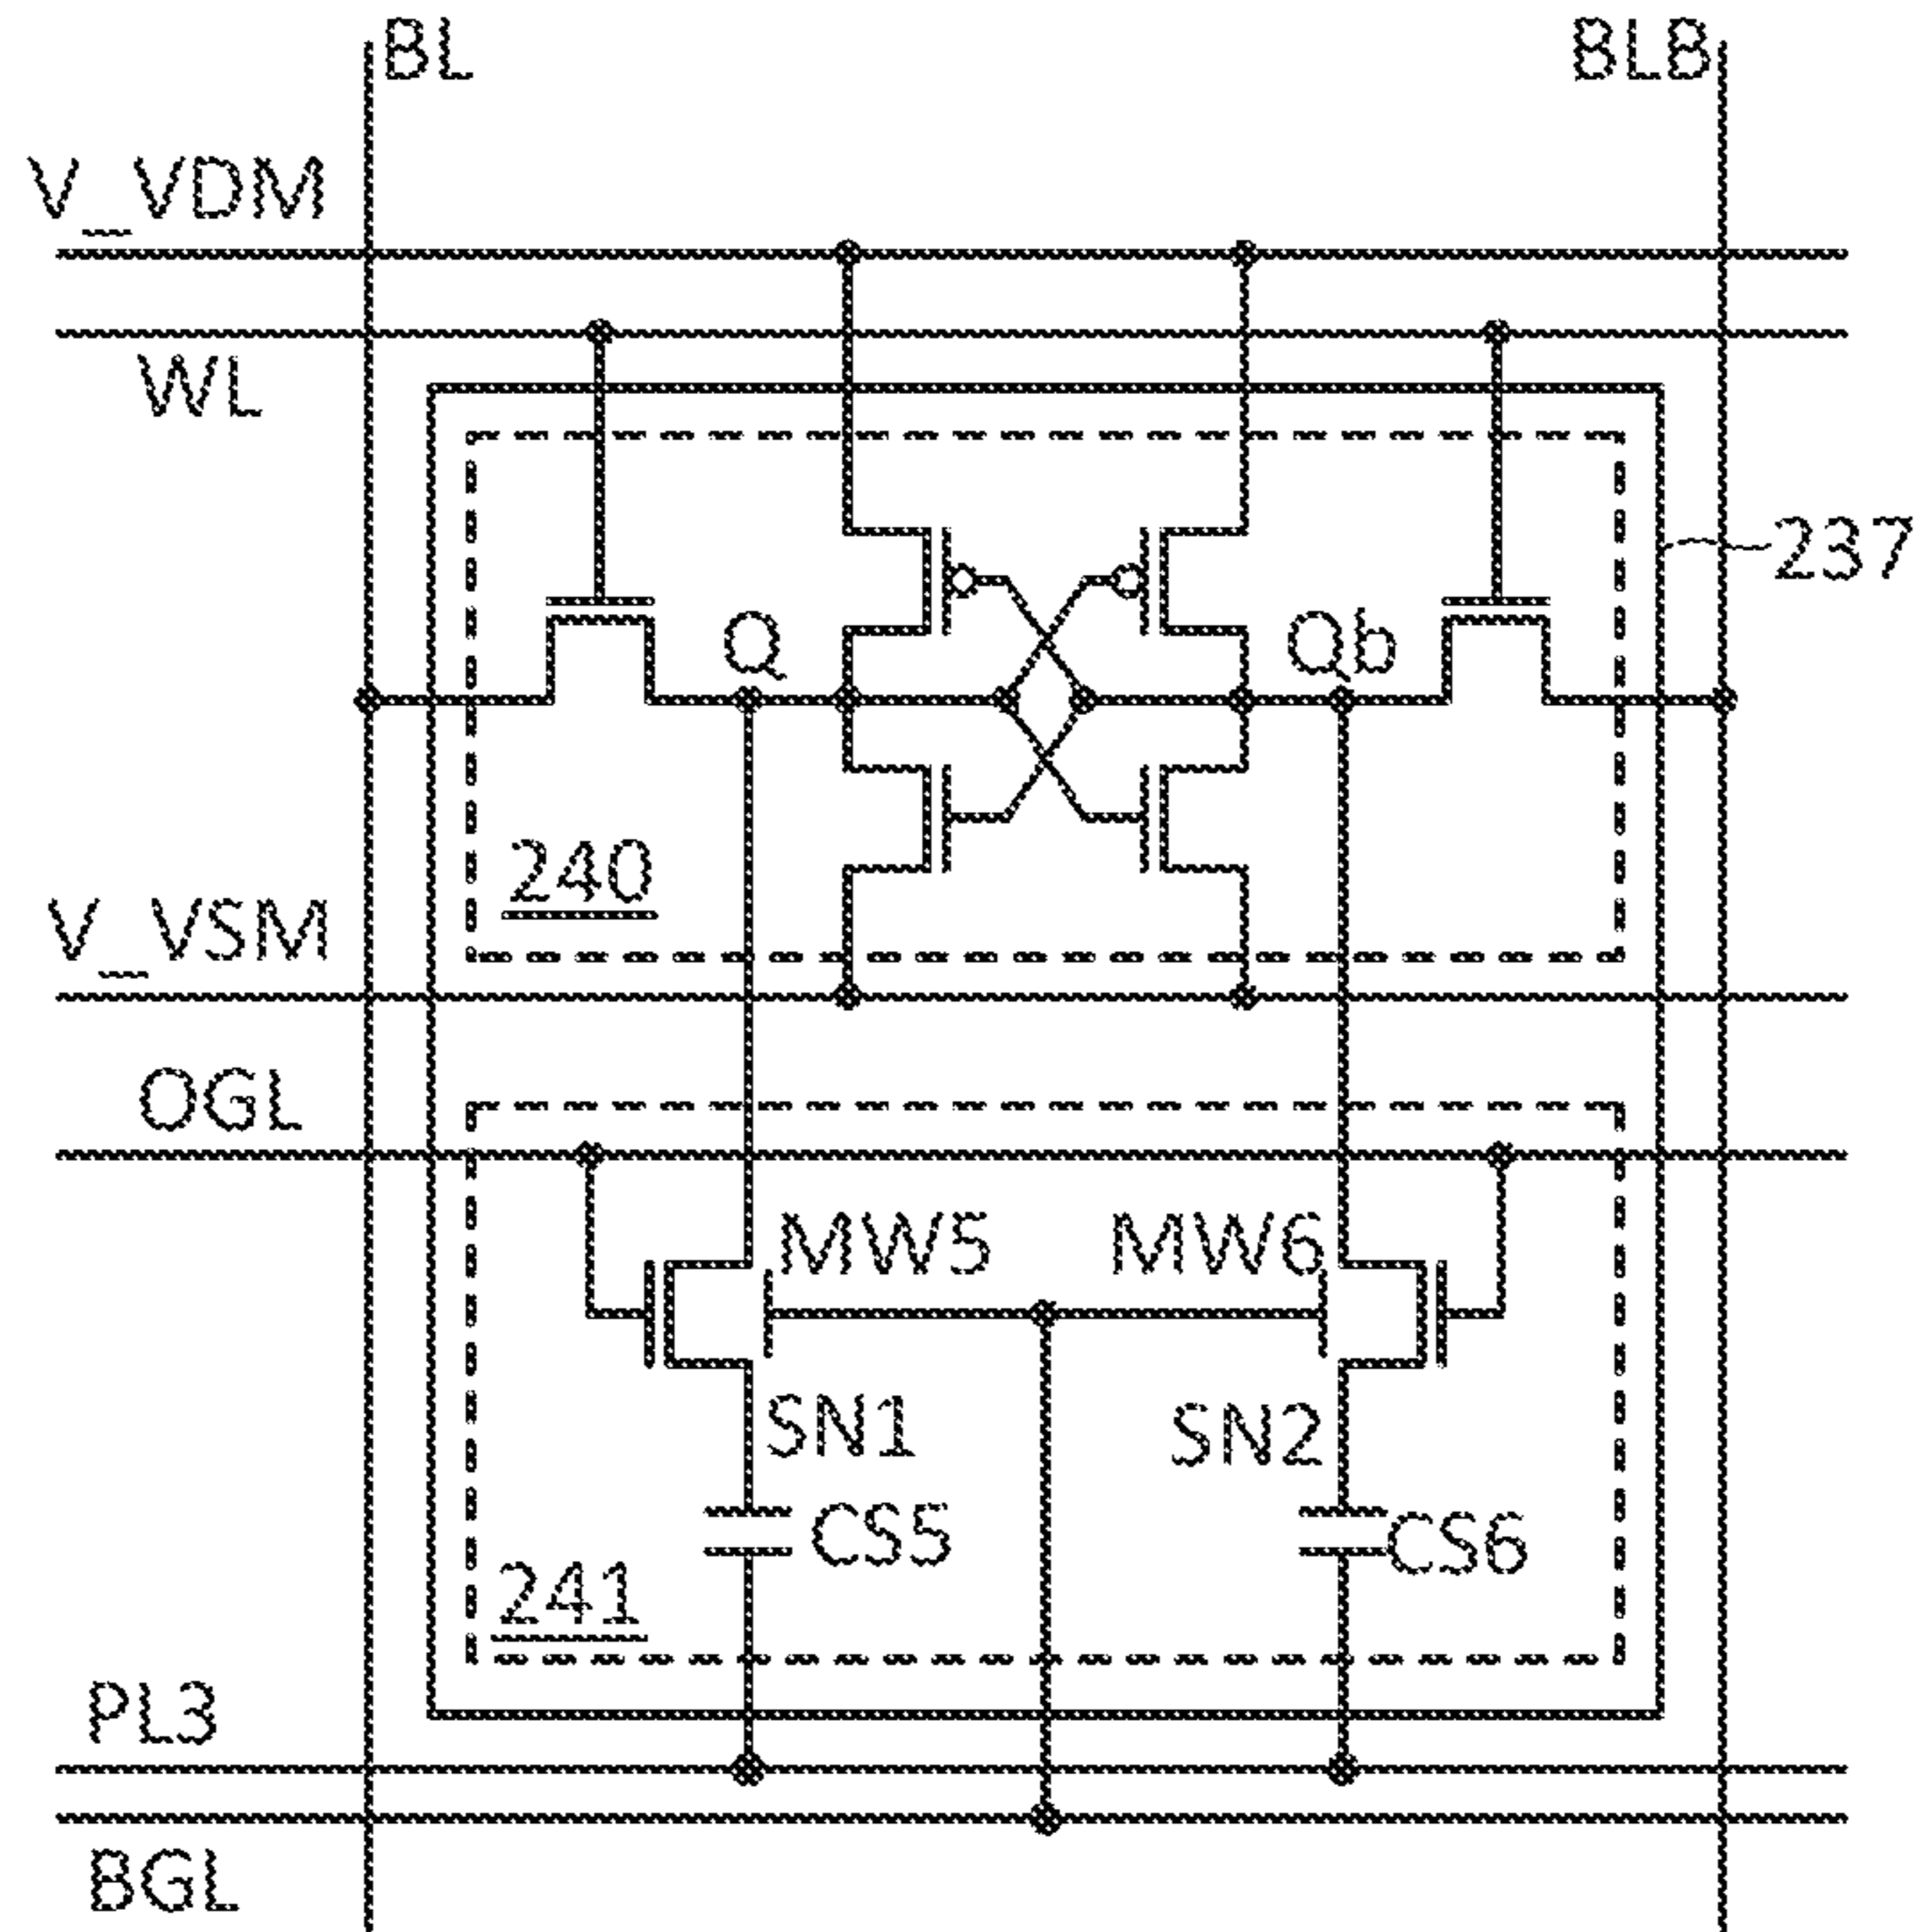 BL
BLB
V_VDM
WL
237
Q
Qb
240
V_VSM
OGL
MW5
MW6
SN1
SN2
CS5
CS6
241
PL3
BGL